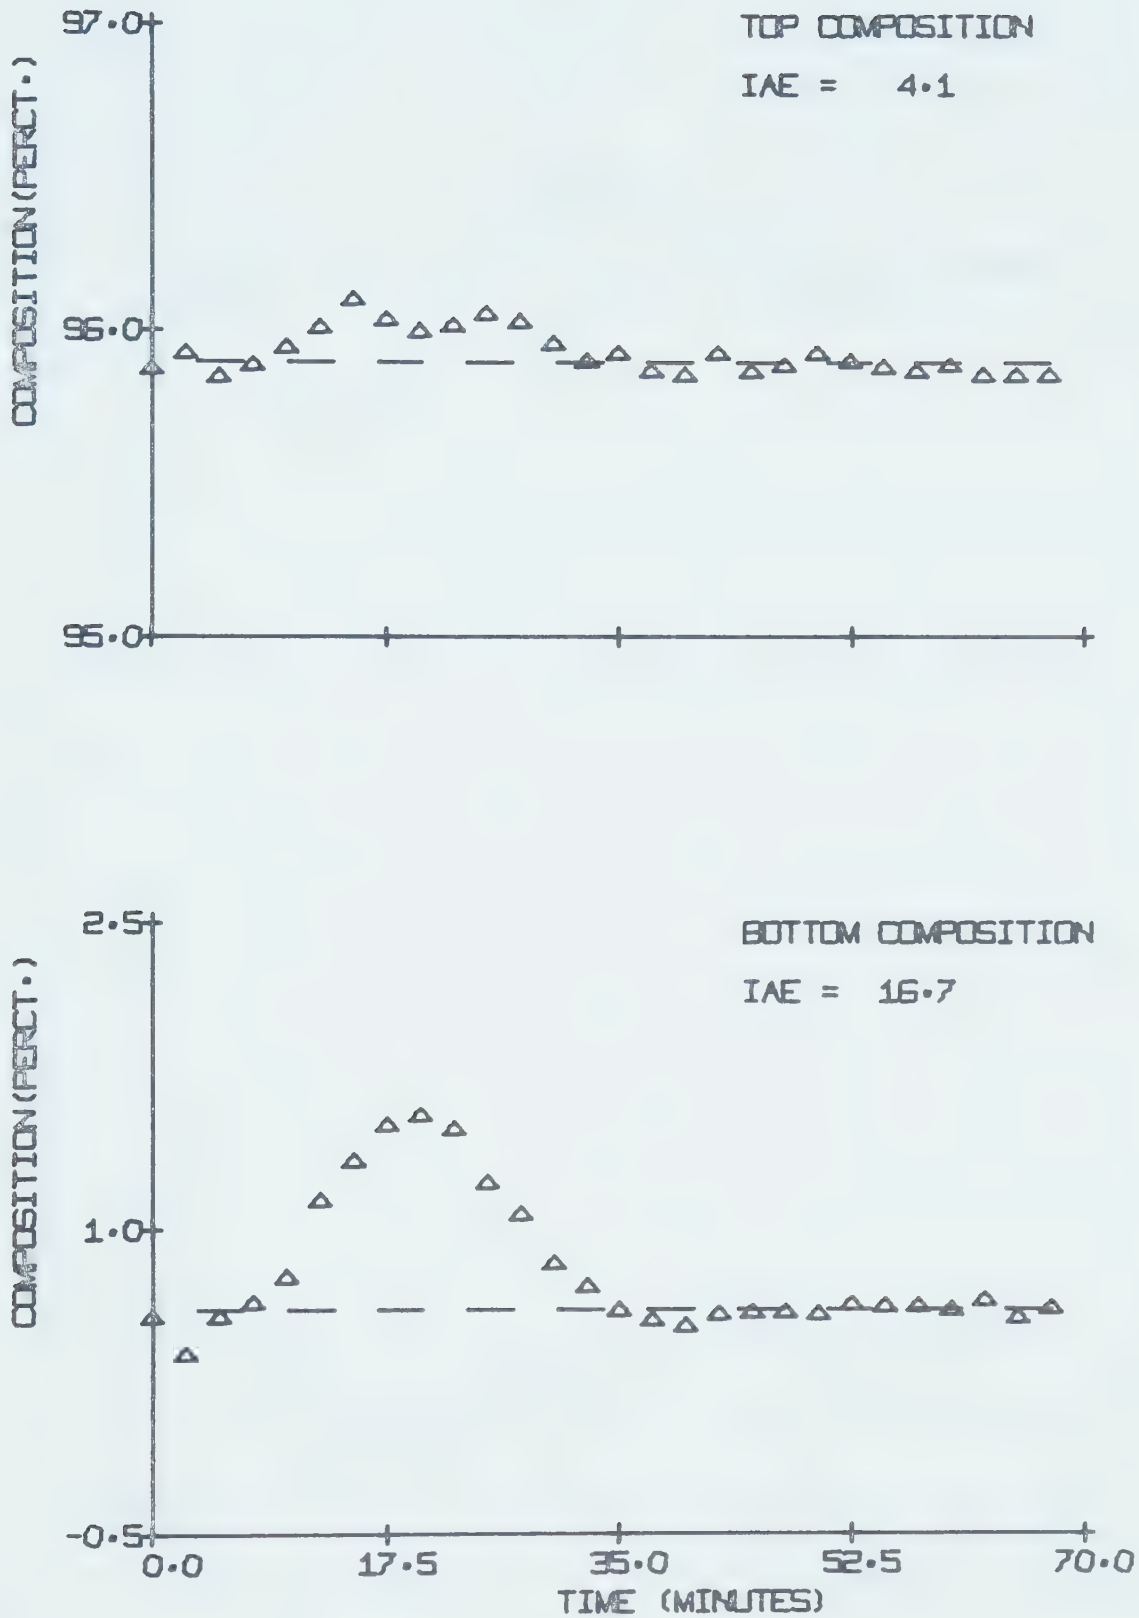 97.0
TOP COMPOSITION
IAE = 4.1
COMPOSITION(PERCT.)
96.0
95.0
2.5
BOTTOM COMPOSITION
IAE = 16.7
COMPOSITION(PERCT.)
1.0
-0.5
0.0 17.5 35.0 52.5 70.0
TIME (MINUTES)